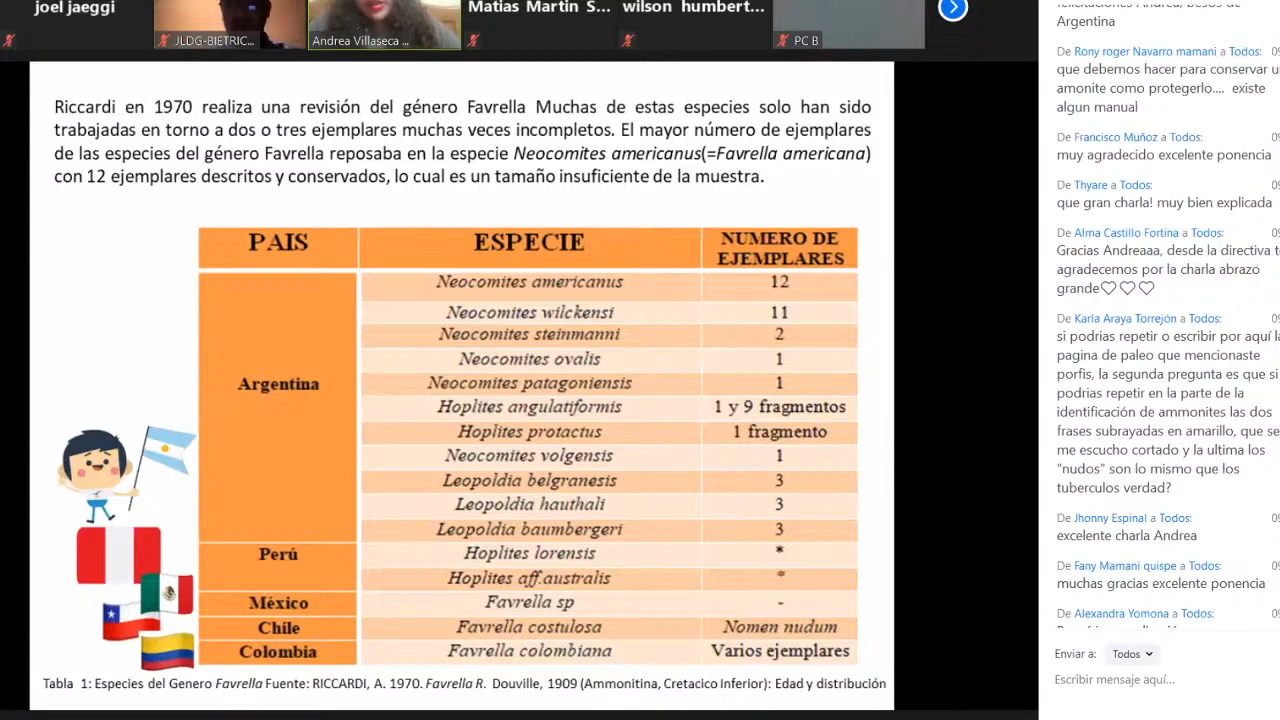 joel jaeggi
JLDG-BIETRIC...
Andrea Villaseca ...
Matias Martin S...
wilson humbert...
PC B
Riccardi en 1970 realiza una revisión del género Favrella Muchas de estas especies solo han sido
trabajadas en torno a dos o tres ejemplares muchas veces incompletos. El mayor número de ejemplares
de las especies del género Favrella reposaba en la especie Neocomites americanus(=Favrella americana)
con 12 ejemplares descritos y conservados, lo cual es un tamaño insuficiente de la muestra.
PAIS ESPECIE NUMERO DE
EJEMPLARES
Neocomites americanus 12
Neocomites wilckensi 11
Neocomites steinmanni 2
Neocomites ovalis 1
Argentina Neocomites patagoniensis 1
Hoplites angulatiformis 1 y 9 fragmentos
Hoplites protactus 1 fragmento
Neocomites volgensis 1
Leopoldia belgranesis 3
Leopoldia hauthali 3
Leopoldia baumbergeri 3
Perú Hoplites lorensis *
Hoplites aff.australis *
México Favrella sp -
Chile Favrella costulosa Nomen nudum
Colombia Favrella colombiana Varios ejemplares
Tabla 1: Especies del Genero Favrella Fuente: RICCARDI, A. 1970. Favrella R. Douville, 1909 (Ammonitina, Cretacico Inferior): Edad y distribución
Argentina
De Rony roger Navarro mamani a Todos:
que debemos hacer para conservar
amonite como protegerlo.... existe
algun manual
De Francisco Muñoz a Todos:
muy agradecido excelente ponencia
De Thyare a Todos:
que gran charla! muy bien explicada
De Alma Castillo Fortina a Todos:
Gracias Andreaaa, desde la directiva
agradecemos por la charla abrazo
grande♡♡♡
De Karla Araya Torrejón a Todos:
si podrias repetir o escribir por aquí
pagina de paleo que mencionaste
porfis, la segunda pregunta es que si
podrias repetir en la parte de la
identificación de ammonites las dos
frases subrayadas en amarillo, que se
me escucho cortado y la ultima los
"nudos" son lo mismo que los
tuberculos verdad?
De Jhonny Espinal a Todos:
excelente charla Andrea
De Fany Mamani quispe a Todos:
muchas gracias excelente ponencia
De Alexandra Yomona a Todos:
Enviar a: Todos
Escribir mensaje aquí...